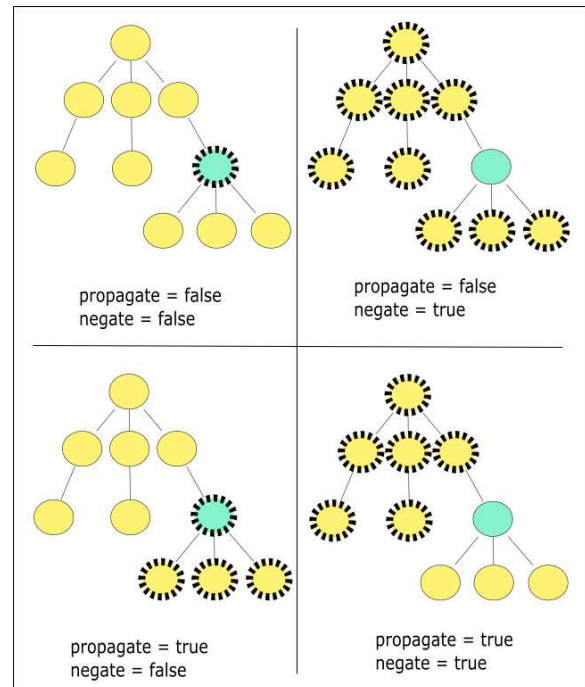 propagate = false
negate = false
propagate = false
negate = true
propagate = true
negate = false
propagate = true
negate = true